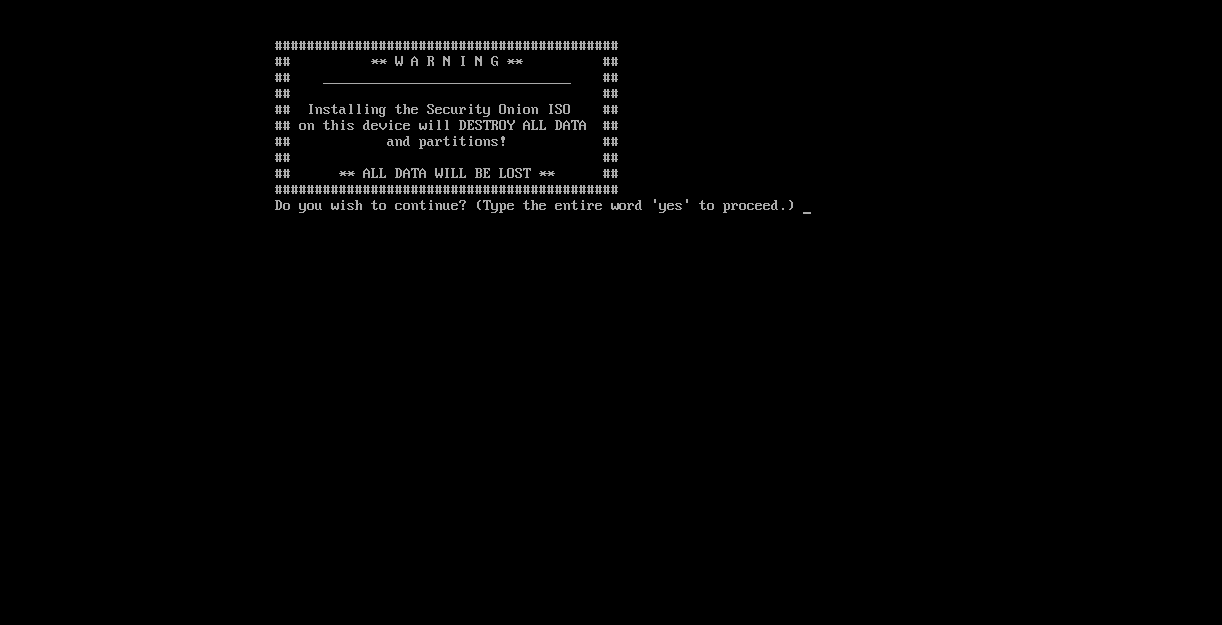 ###########################################
##          ** W A R N I N G **          ##
##    _______________________________    ##
##                                       ##
##  Installing the Security Onion ISO    ##
## on this device will DESTROY ALL DATA  ##
##            and partitions!            ##
##                                       ##
##      ** ALL DATA WILL BE LOST **      ##
###########################################
Do you wish to continue? (Type the entire word 'yes' to proceed.) _